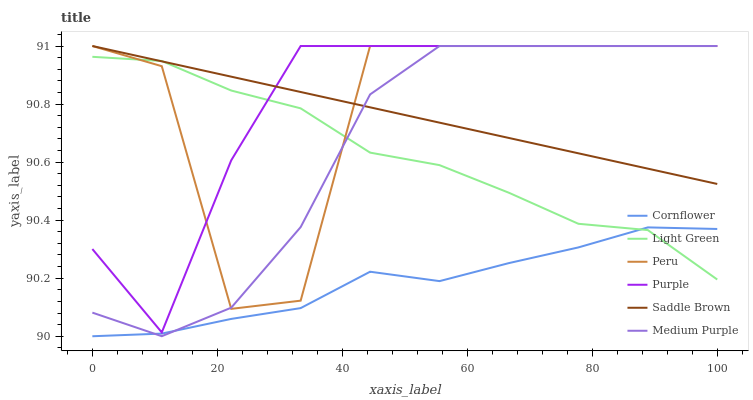 title
91
90.8
90.6
90.4
90.2
90
yaxis_label
0
20
40
60
80
100
xaxis_label
Cornflower
Light Green
Peru
Purple
Saddle Brown
Medium Purple